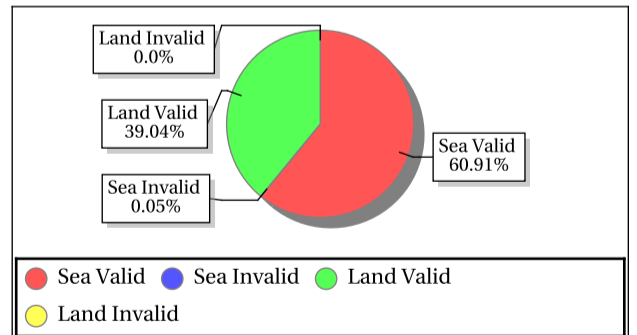 Land Invalid
0.0%
Land Valid
39.04%
Sea Valid
60.91%
Sea Invalid
0.05%
Sea Valid Sea Invalid Land Valid
Land Invalid